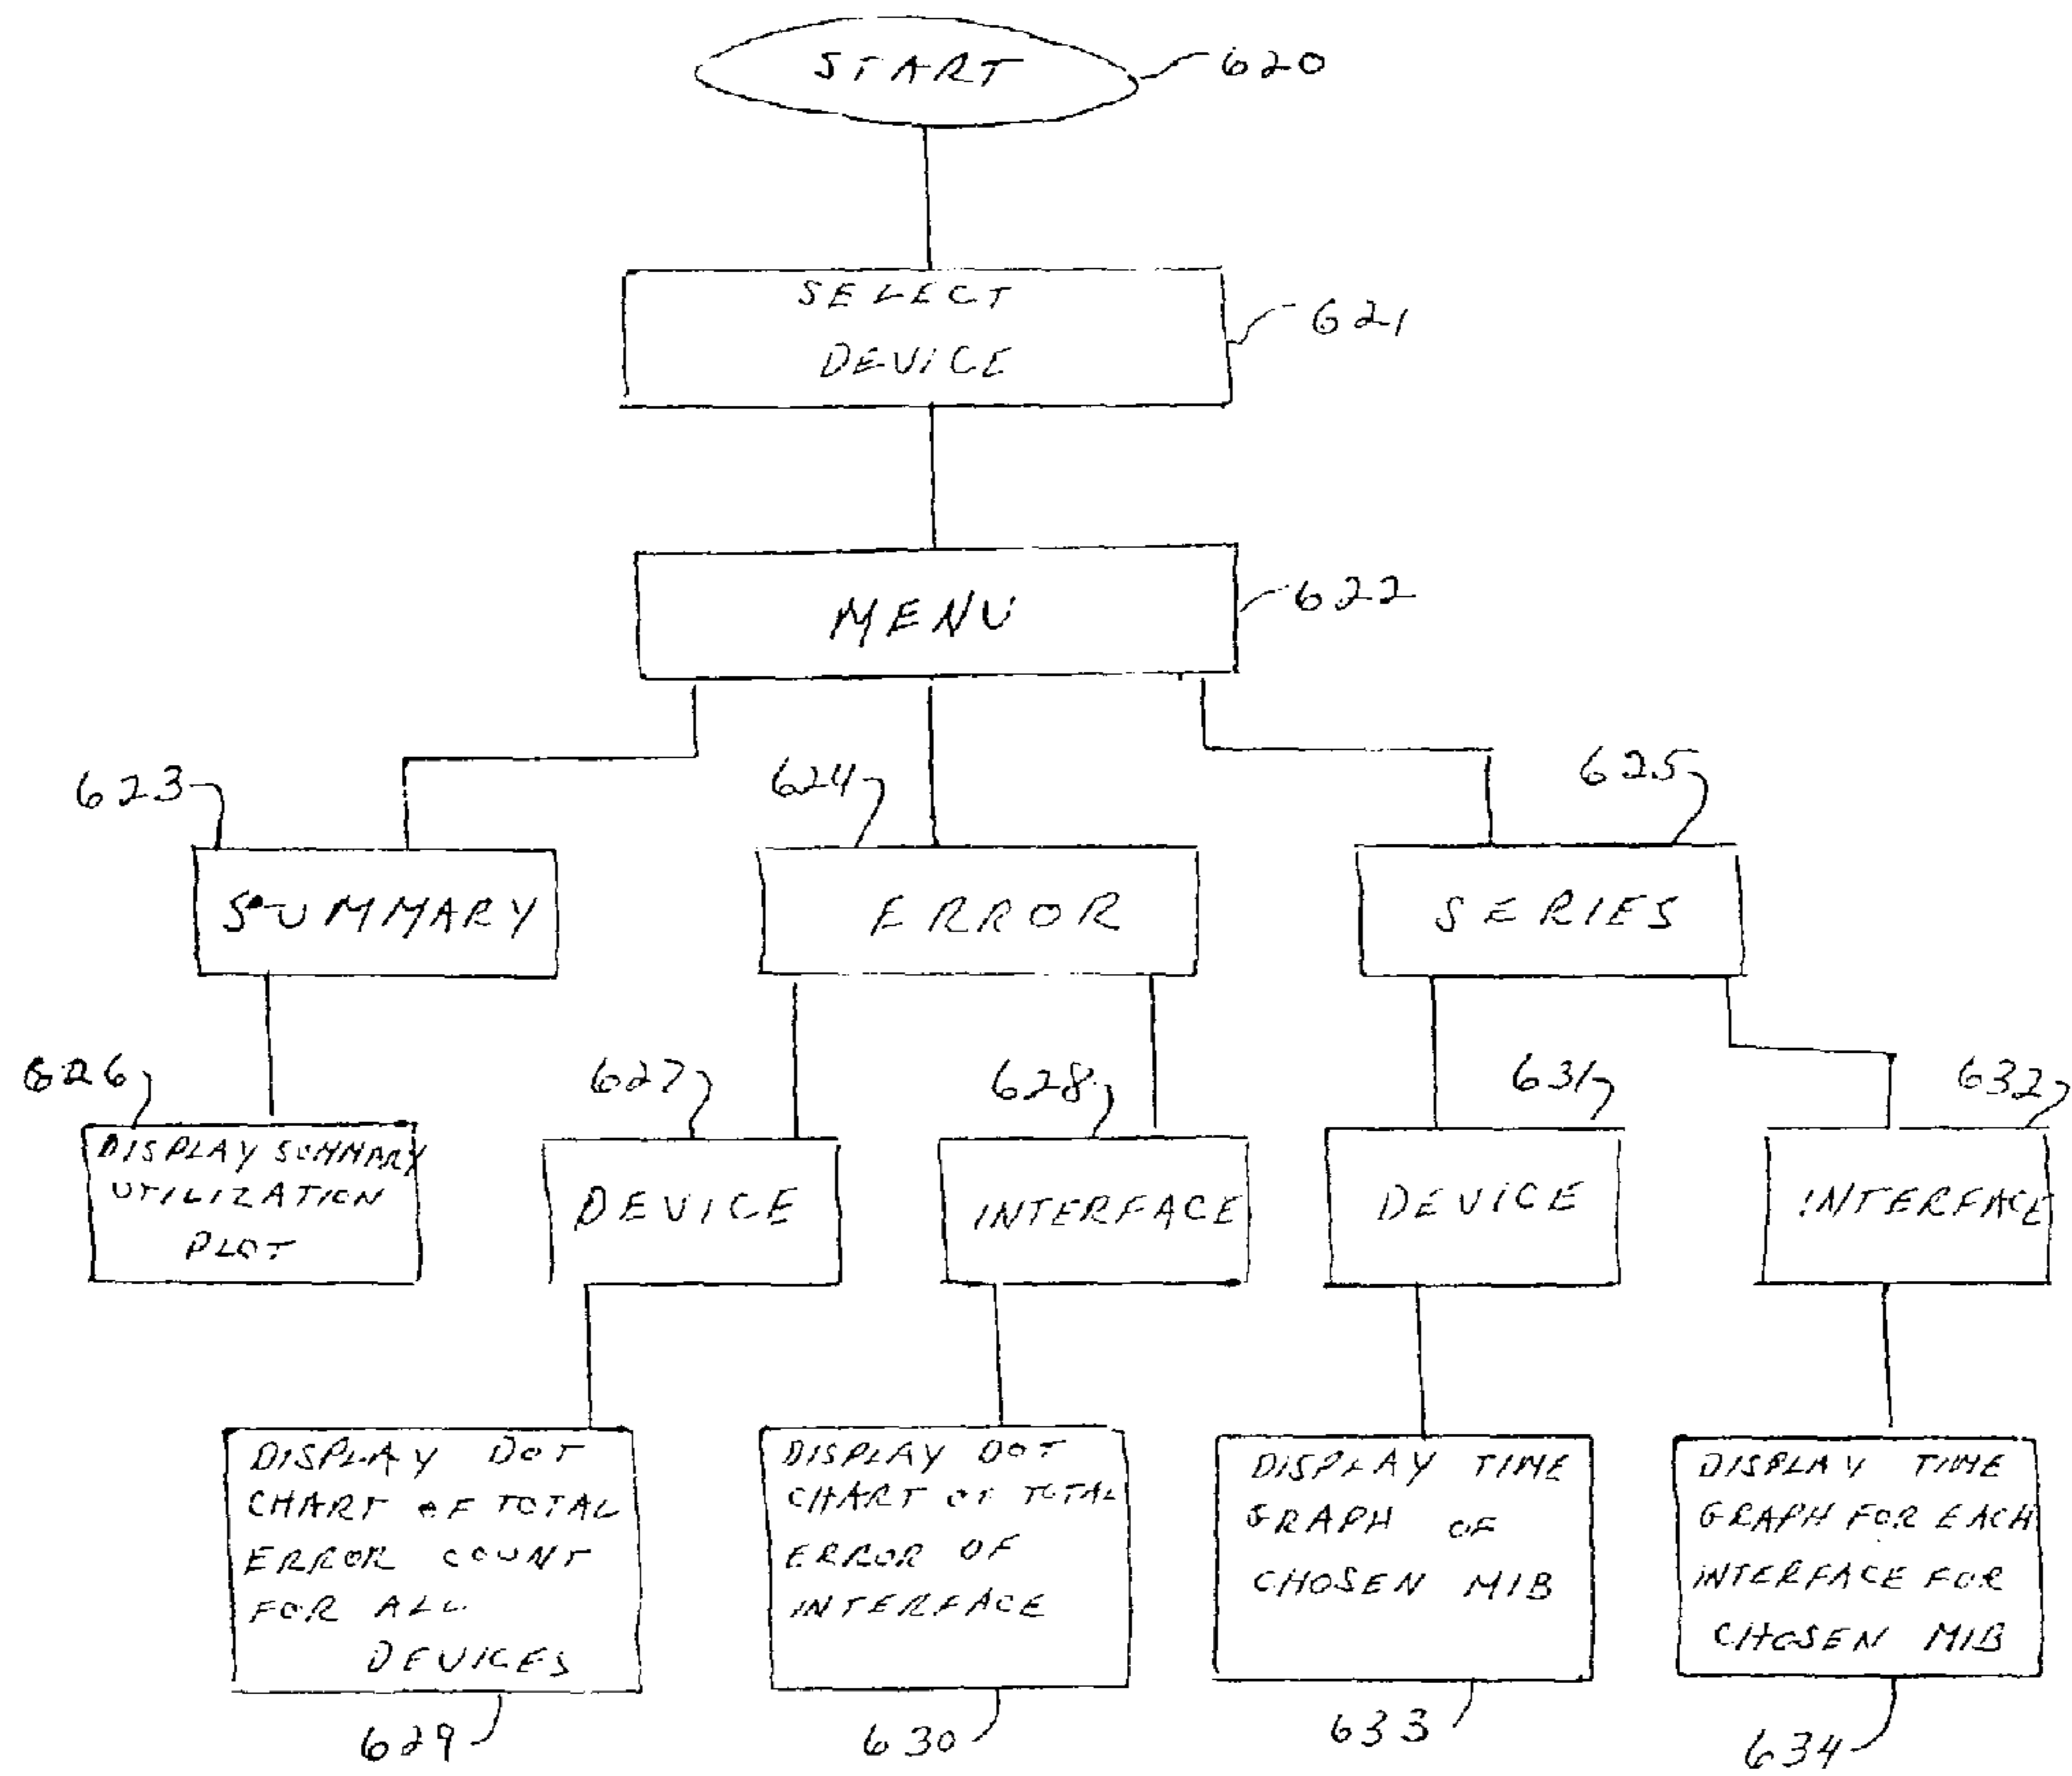 START
620
SELECT
DEVICE
621
MENU
622
623
624
625
SUMMARY
ERROR
SERIES
626
627
628
631
632
DISPLAY SUMMARY
UTILIZATION
PLOT
DEVICE
INTERFACE
DEVICE
INTERFACE
DISPLAY DOT
CHART OF TOTAL
ERROR COUNT
FOR ALL
DEVICES
DISPLAY DOT
CHART OF TOTAL
ERROR OF
INTERFACE
DISPLAY TIME
GRAPH OF
CHOSEN MIB
DISPLAY TIME
GRAPH FOR EACH
INTERFACE FOR
CHOSEN MIB
629
630
633
634